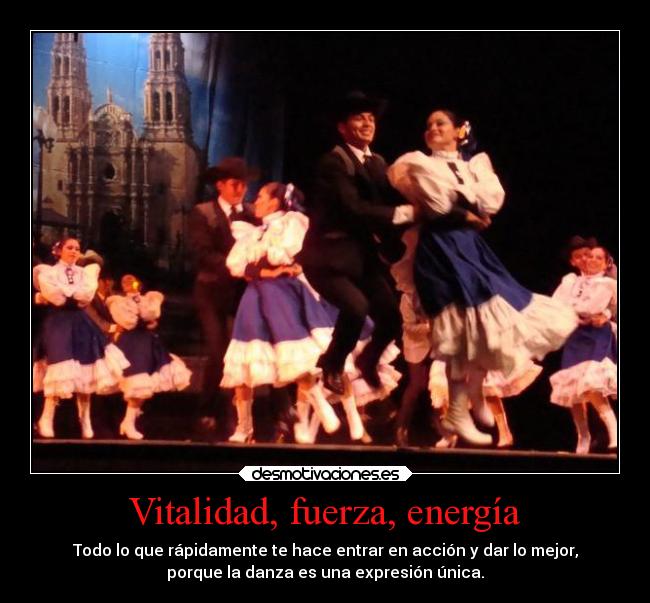 desmotivaciones.es
Vitalidad, fuerza, energía
Todo lo que rápidamente te hace entrar en acción y dar lo mejor,
porque la danza es una expresión única.